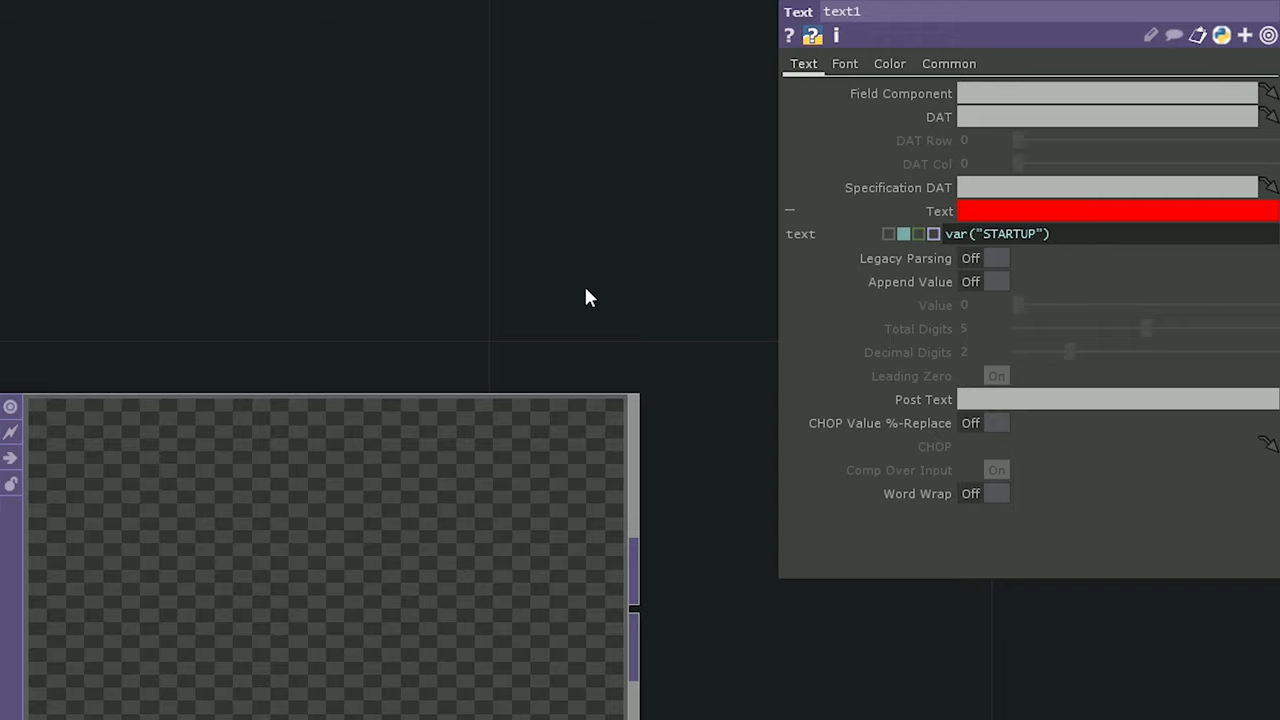 Text text1
? ? i
Text Font Color Common
Field Component
DAT
DAT Row 0
DAT Col 0
Specification DAT
Text
text var("STARTUP")
Legacy Parsing Off
Append Value Off
Value 0
Total Digits 5
Decimal Digits 2
Leading Zero On
Post Text
CHOP Value %-Replace Off
CHOP
Comp Over Input On
Word Wrap Off